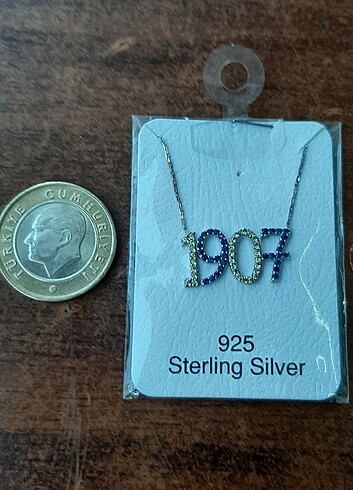 TÜRKİYE CUMHURİYETİ
1907
925
Sterling Silver